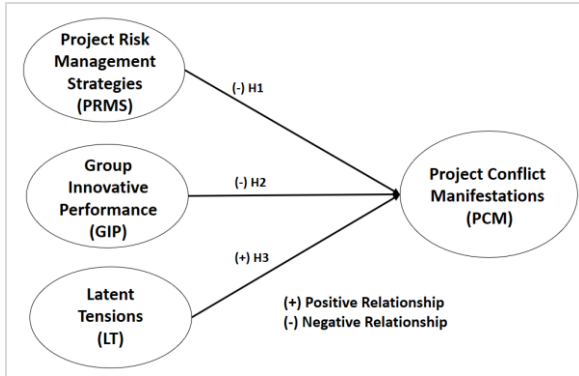 Project Risk
Management
Strategies
(PRMS)
(-) H1
Group
Innovative
Performance
(GIP)
(-) H2
Project Conflict
Manifestations
(PCM)
(+) H3
Latent
Tensions
(LT)
(+) Positive Relationship
(-) Negative Relationship